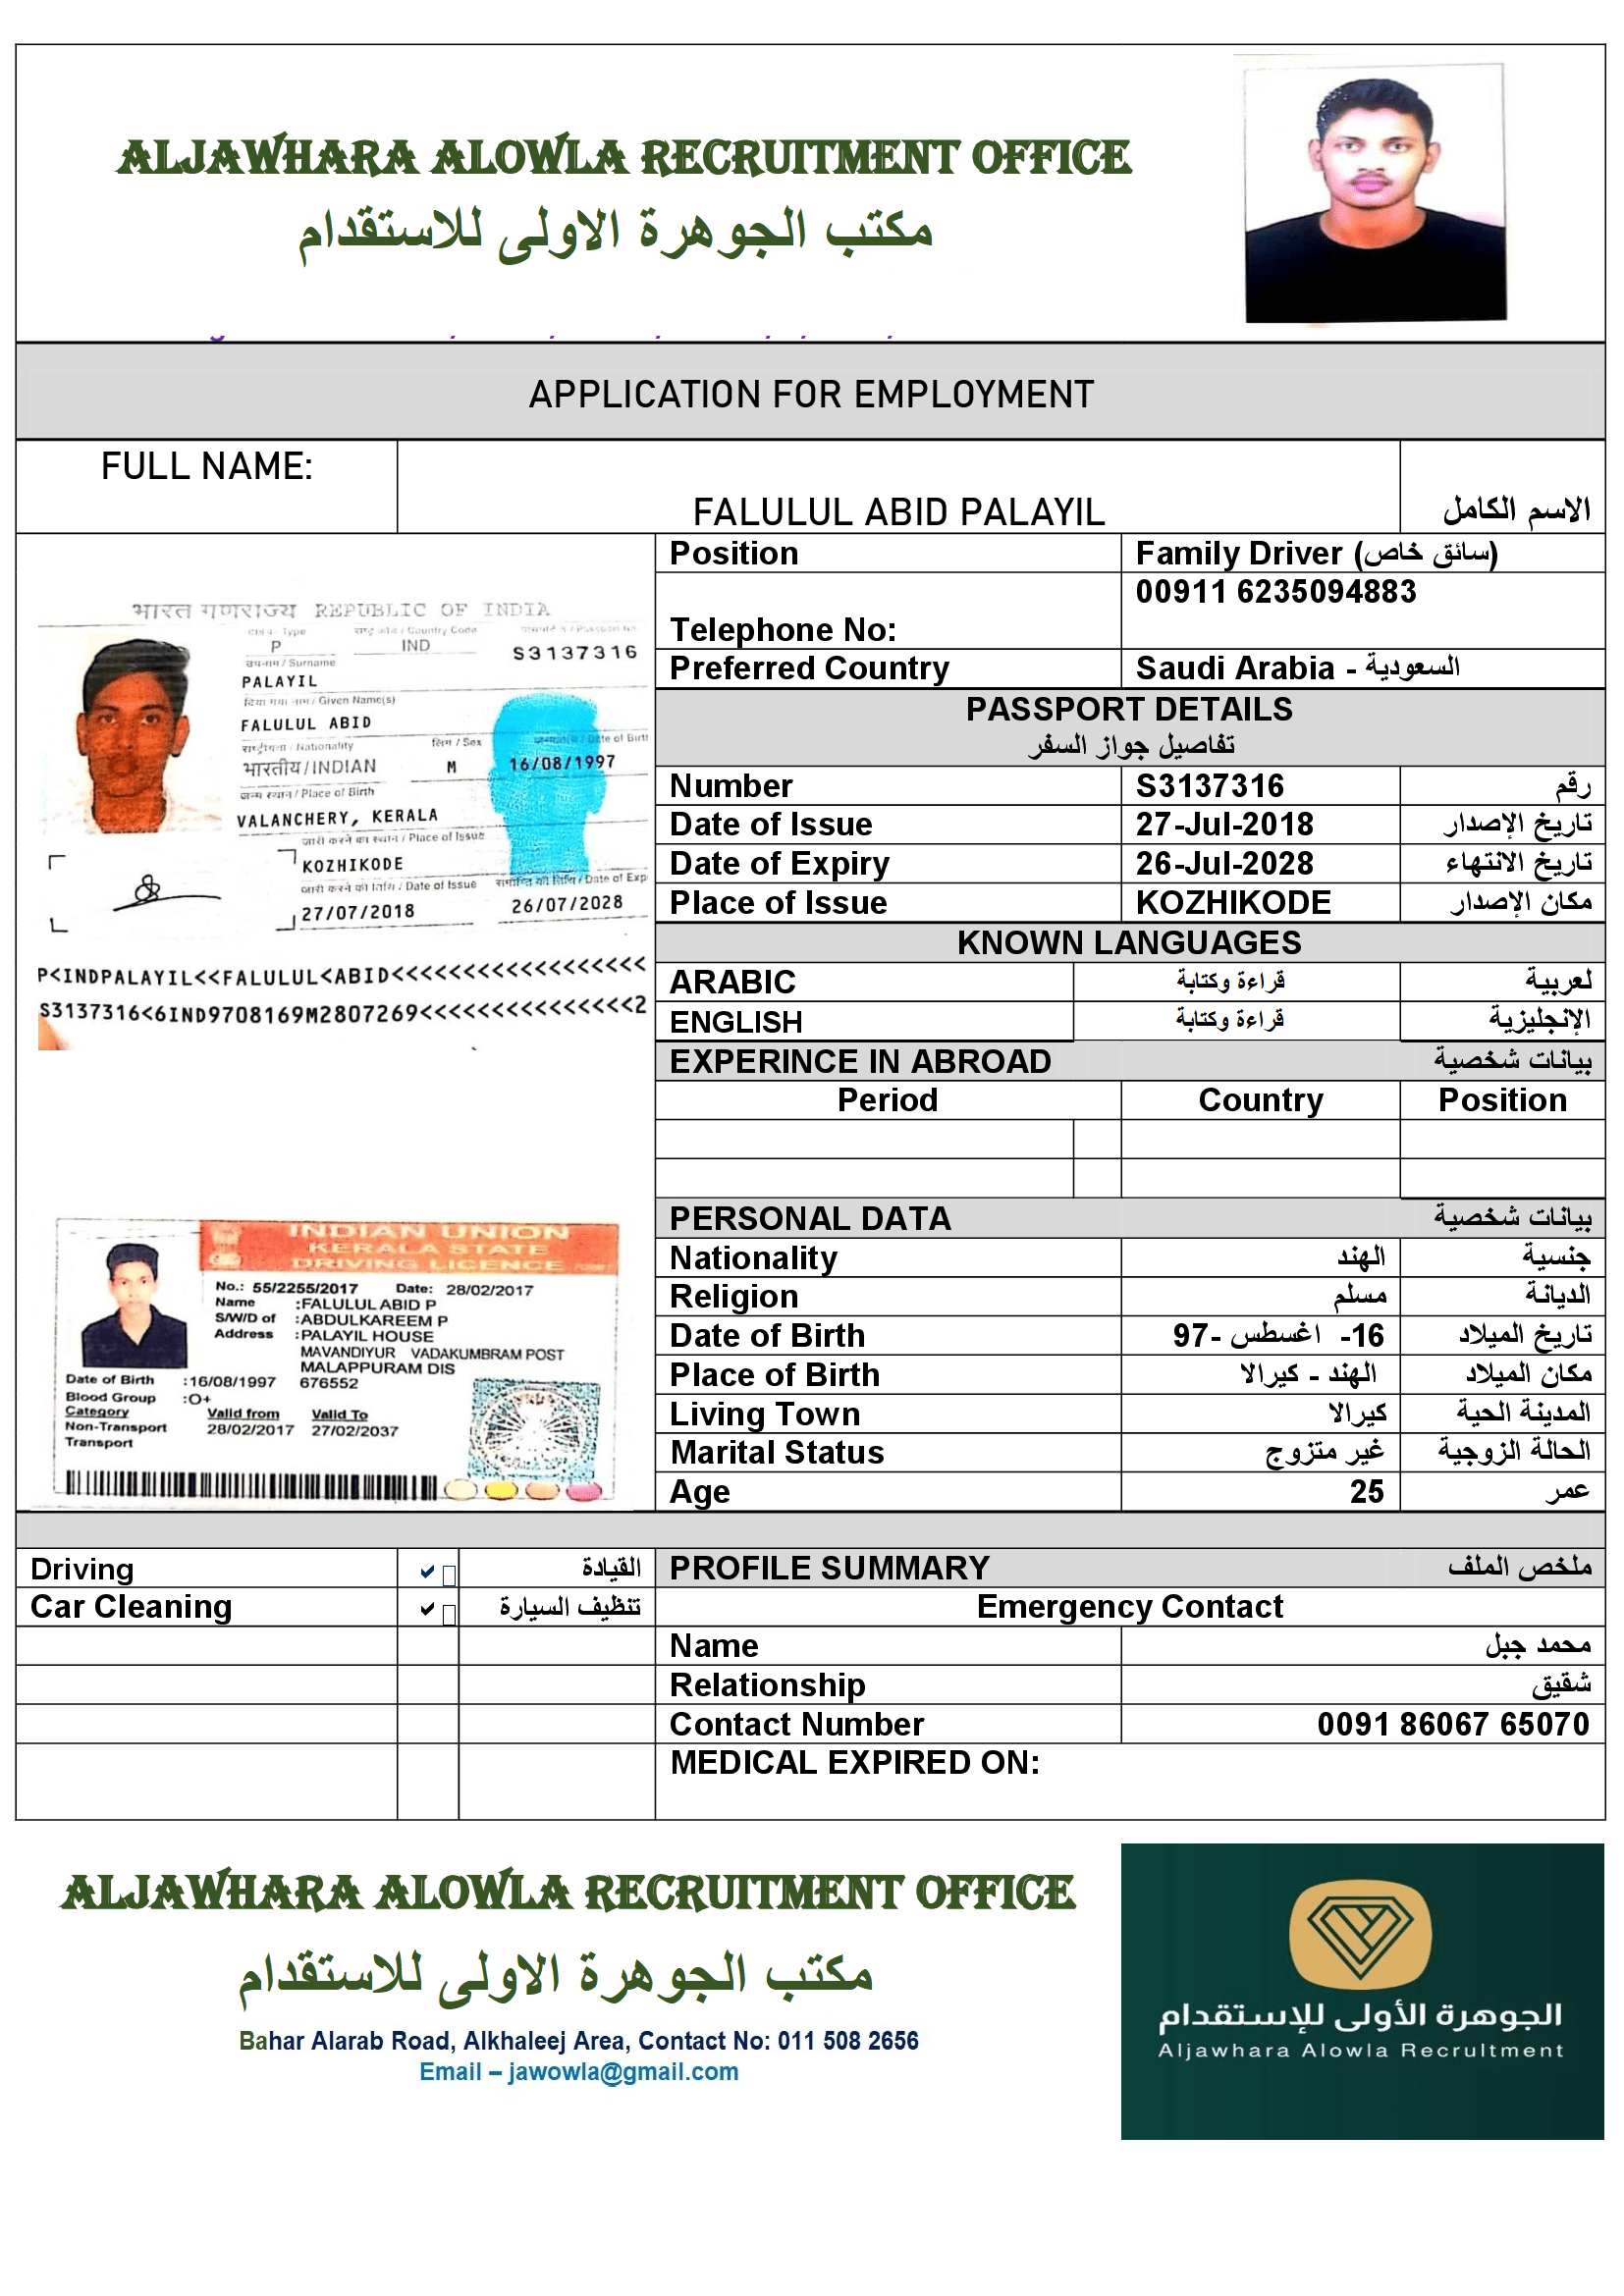 ALJAWHARA ALOWLA RECRUITMENT OFFICE
مكتب الجوهرة الاولى للاستقدام
APPLICATION FOR EMPLOYMENT
FULL NAME:
FALULUL ABID PALAYIL
الاسم الكامل
भारत गणराज्य REPUBLIC OF INDIA
Type
राष्ट्र कोड / Country Code
P
IND
S3137316
उपनाम / Surname
PALAYIL
दिया गया नाम / Given Name(s)
FALULUL ABID
राष्ट्रीयता / Nationality
लिंग / Sex
Date of Birt
भारतीय/INDIAN
M
16/08/1997
जन्म स्थान / Place of Birth
VALANCHERY, KERALA
जारी करने का स्थान / Place of Issue
KOZHIKODE
जारी करने की तिथि / Date of Issue
समाप्ति की तिथि / Date of Exp
27/07/2018
26/07/2028
P<INDPALAYIL<<FALULUL<ABID<<<<<<<<<<<<<<<<<<
S3137316<6IND9708169M2807269<<<<<<<<<<<<<<<2
Position
Family Driver (سائق خاص)
Telephone No:
00911 6235094883
Preferred Country
Saudi Arabia - السعودية
PASSPORT DETAILS
تفاصيل جواز السفر
Number S3137316 رقم
Date of Issue 27-Jul-2018 تاريخ الإصدار
Date of Expiry 26-Jul-2028 تاريخ الانتهاء
Place of Issue KOZHIKODE مكان الإصدار
KNOWN LANGUAGES
ARABIC قراءة وكتابة لعربية
ENGLISH قراءة وكتابة الإنجليزية
EXPERINCE IN ABROAD بيانات شخصية
Period Country Position
INDIAN UNION
KERALA STATE
DRIVING LICENCE
No.: 55/2255/2017 Date: 28/02/2017
Name :FALULUL ABID P
S/W/D of :ABDULKAREEM P
Address :PALAYIL HOUSE
MAVANDIYUR VADAKUMBRAM POST
MALAPPURAM DIS
676552
Date of Birth :16/08/1997
Blood Group :O+
Category Valid from Valid To
Non-Transport 28/02/2017 27/02/2037
Transport
PERSONAL DATA بيانات شخصية
Nationality الهند جنسية
Religion مسلم الديانة
Date of Birth 16- اغسطس -97 تاريخ الميلاد
Place of Birth الهند - كيرالا مكان الميلاد
Living Town كيرالا المدينة الحية
Marital Status غير متزوج الحالة الزوجية
Age 25 عمر
Driving ✓ القيادة
Car Cleaning ✓ تنظيف السيارة
PROFILE SUMMARY ملخص الملف
Emergency Contact
Name محمد جبل
Relationship شقيق
Contact Number 0091 86067 65070
MEDICAL EXPIRED ON:
ALJAWHARA ALOWLA RECRUITMENT OFFICE
مكتب الجوهرة الاولى للاستقدام
Bahar Alarab Road, Alkhaleej Area, Contact No: 011 508 2656
Email – jawowla@gmail.com
الجوهرة الأولى للإستقدام
Aljawhara Alowla Recruitment